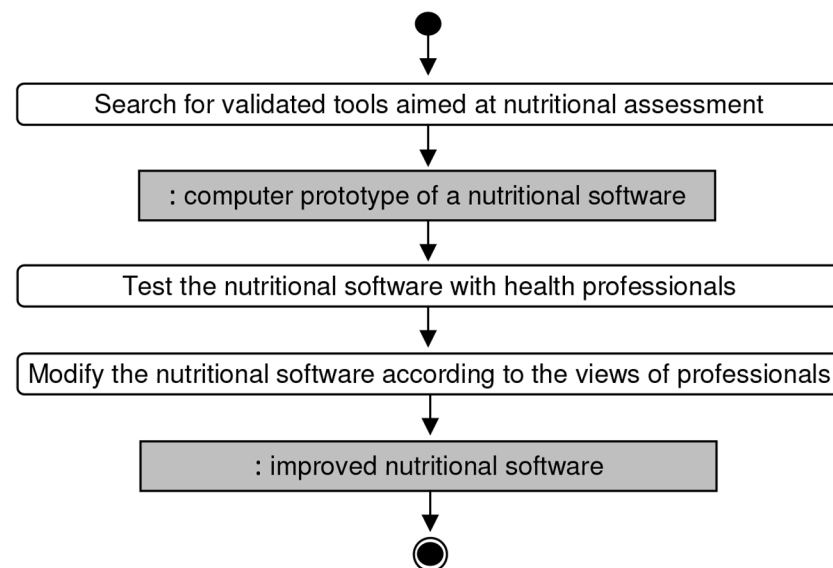 Search for validated tools aimed at nutritional assessment
: computer prototype of a nutritional software
Test the nutritional software with health professionals
Modify the nutritional software according to the views of professionals
: improved nutritional software